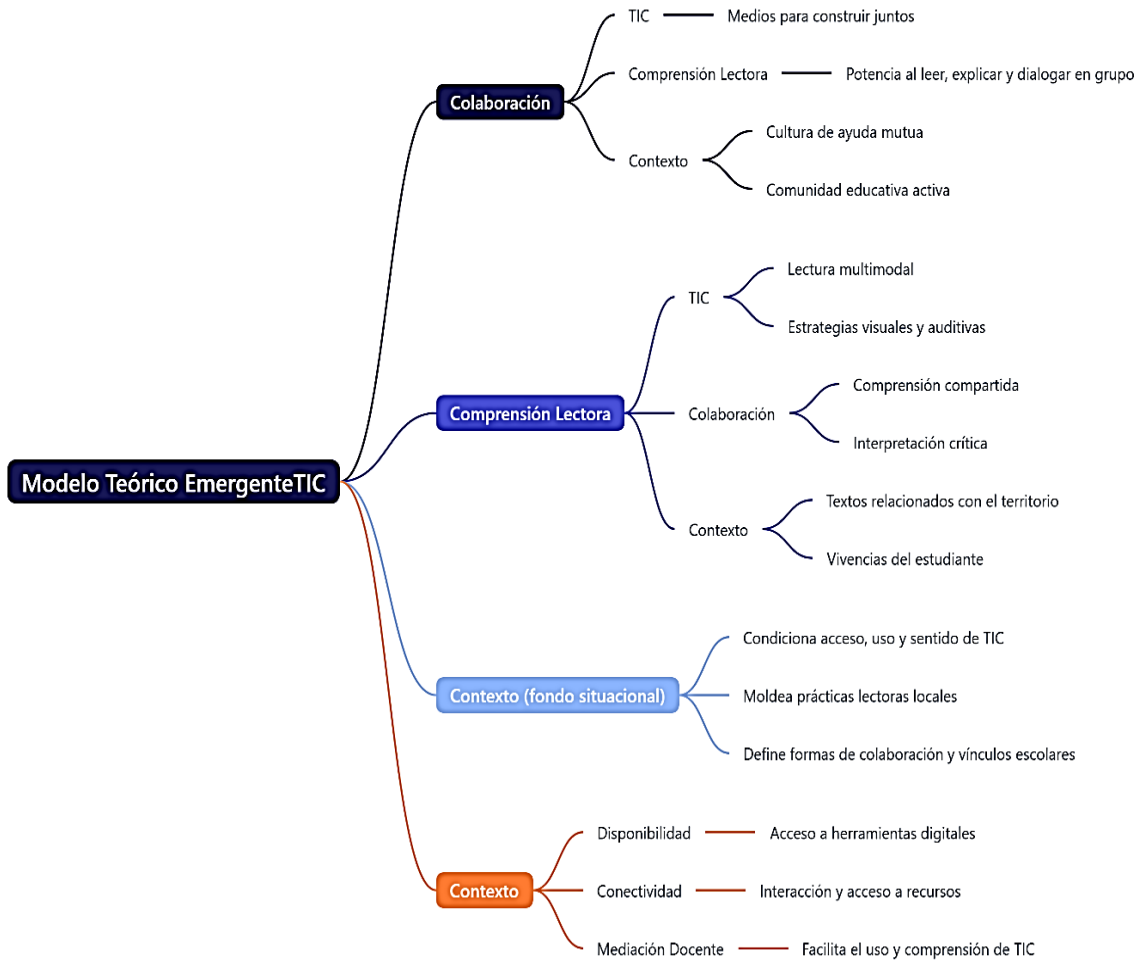 Modelo Teórico EmergenteTIC
Colaboración
TIC
Medios para construir juntos
Comprensión Lectora
Potencia al leer, explicar y dialogar en grupo
Contexto
Cultura de ayuda mutua
Comunidad educativa activa
Comprensión Lectora
TIC
Lectura multimodal
Estrategias visuales y auditivas
Colaboración
Comprensión compartida
Interpretación crítica
Contexto
Textos relacionados con el territorio
Vivencias del estudiante
Contexto (fondo situacional)
Condiciona acceso, uso y sentido de TIC
Moldea prácticas lectoras locales
Define formas de colaboración y vínculos escolares
Contexto
Disponibilidad
Acceso a herramientas digitales
Conectividad
Interacción y acceso a recursos
Mediación Docente
Facilita el uso y comprensión de TIC